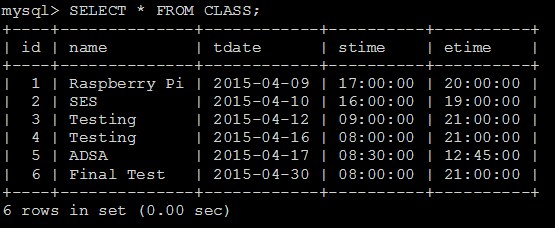 mysql> SELECT * FROM CLASS;
+----+--------------+------------+----------+----------+
| id | name         | tdate      | stime    | etime    |
+----+--------------+------------+----------+----------+
|  1 | Raspberry Pi | 2015-04-09 | 17:00:00 | 20:00:00 |
|  2 | SES          | 2015-04-10 | 16:00:00 | 19:00:00 |
|  3 | Testing      | 2015-04-12 | 09:00:00 | 21:00:00 |
|  4 | Testing      | 2015-04-16 | 08:00:00 | 21:00:00 |
|  5 | ADSA         | 2015-04-17 | 08:30:00 | 12:45:00 |
|  6 | Final Test   | 2015-04-30 | 08:00:00 | 21:00:00 |
+----+--------------+------------+----------+----------+
6 rows in set (0.00 sec)